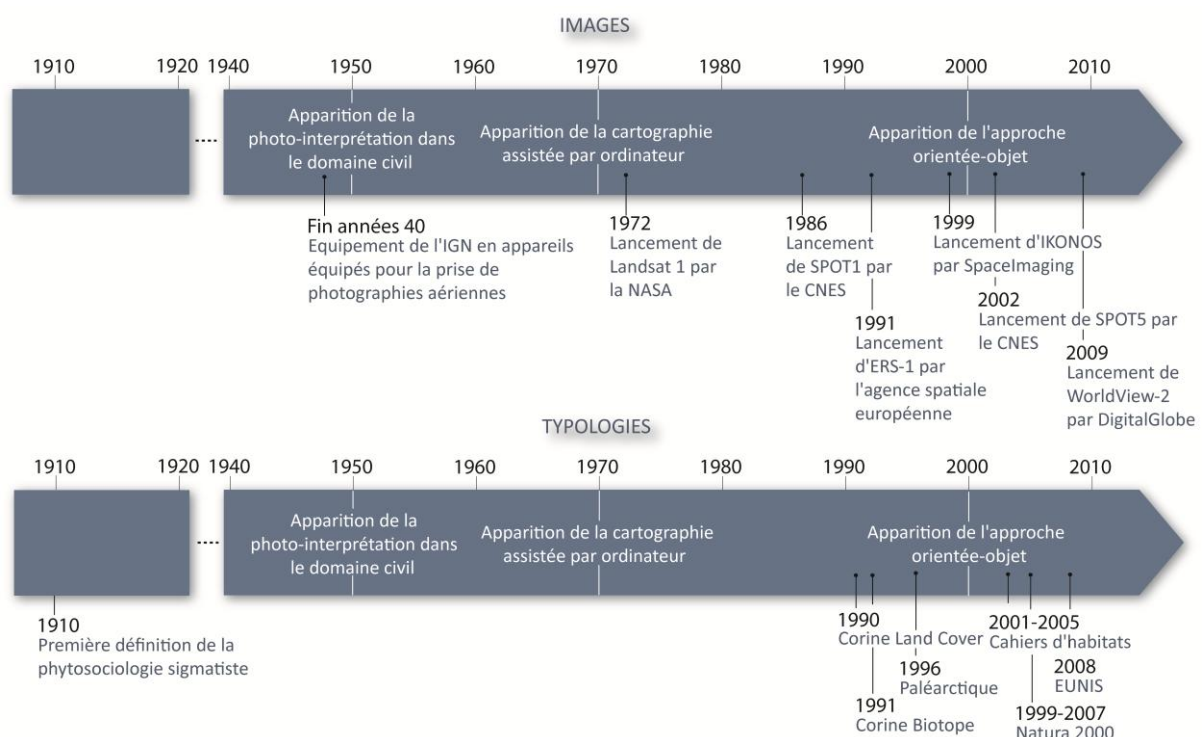 IMAGES
1910 1920 1940 1950 1960 1970 1980 1990 2000 2010
Apparition de la
photo-interprétation dans
le domaine civil
Apparition de la cartographie
assistée par ordinateur
Apparition de l'approche
orientée-objet
Fin années 40
Equipement de l'IGN en appareils
équipés pour la prise de
photographies aériennes
1972
Lancement de
Landsat 1 par
la NASA
1986
Lancement
de SPOT1 par
le CNES
1991
Lancement
d'ERS-1 par
l'agence spatiale
européenne
1999
Lancement d'IKONOS
par SpaceImaging
2002
Lancement de SPOT5 par
le CNES
2009
Lancement de
WorldView-2
par DigitalGlobe
TYPOLOGIES
1910 1920 1940 1950 1960 1970 1980 1990 2000 2010
Apparition de la
photo-interprétation dans
le domaine civil
Apparition de la cartographie
assistée par ordinateur
Apparition de l'approche
orientée-objet
1910
Première définition de la
phytosociologie sigmatiste
1990
Corine Land Cover
1991
Corine Biotope
1996
Paléarctique
2001-2005
Cahiers d'habitats
2008
EUNIS
1999-2007
Natura 2000